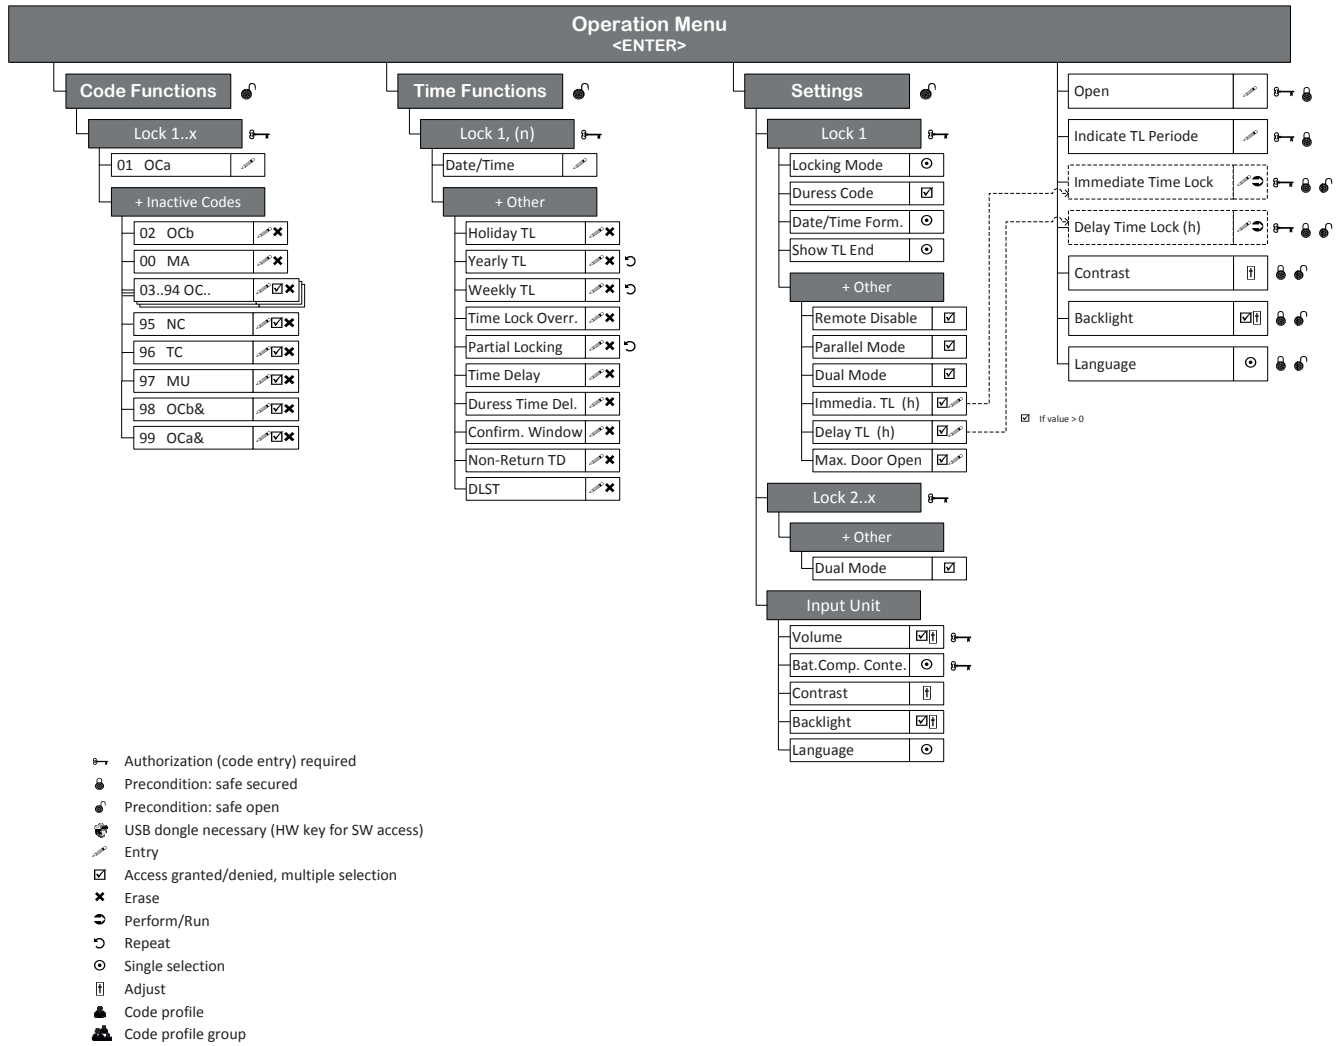 Operation Menu
<ENTER>
Code Functions
Lock 1..x
01 OCa
+ Inactive Codes
02 OCb
00 MA
03..94 OC..
95 NC
96 TC
97 MU
98 OCb&
99 OCa&
Time Functions
Lock 1, (n)
Date/Time
+ Other
Holiday TL
Yearly TL
Weekly TL
Time Lock Overr.
Partial Locking
Time Delay
Duress Time Del.
Confirm. Window
Non-Return TD
DLST
Settings
Lock 1
Locking Mode
Duress Code
Date/Time Form.
Show TL End
+ Other
Remote Disable
Parallel Mode
Dual Mode
Immedia. TL (h)
Delay TL (h)
Max. Door Open
Lock 2..x
+ Other
Dual Mode
Input Unit
Volume
Bat.Comp. Conte.
Contrast
Backlight
Language
Open
Indicate TL Periode
Immediate Time Lock
Delay Time Lock (h)
Contrast
Backlight
Language
If value > 0
Authorization (code entry) required
Precondition: safe secured
Precondition: safe open
USB dongle necessary (HW key for SW access)
Entry
Access granted/denied, multiple selection
Erase
Perform/Run
Repeat
Single selection
Adjust
Code profile
Code profile group